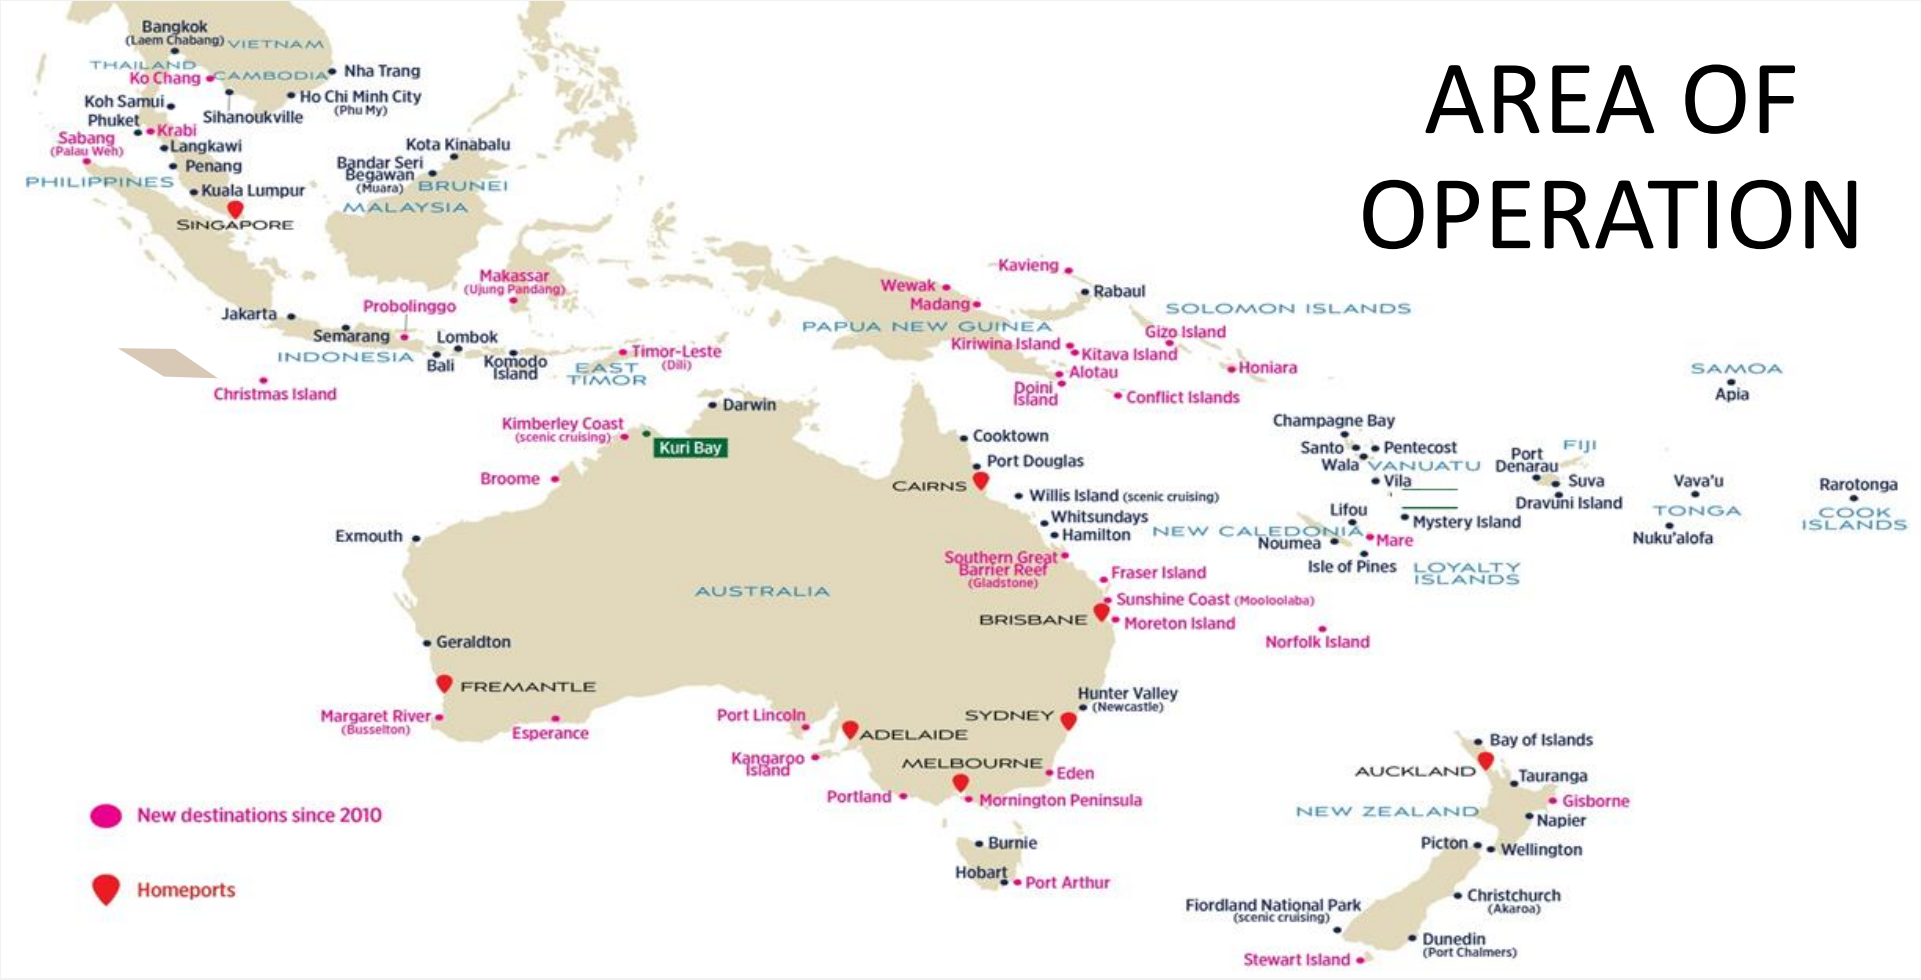 AREA OF
OPERATION
Bangkok
(Laem Chabang)
VIETNAM
THAILAND
Ko Chang
CAMBODIA
Nha Trang
Koh Samui
Ho Chi Minh City
(Phu My)
Sihanoukville
Phuket
Krabi
Sabang
(Palau Weh)
Langkawi
Penang
Kota Kinabalu
Bandar Seri
Begawan
(Muara)
BRUNEI
PHILIPPINES
Kuala Lumpur
MALAYSIA
SINGAPORE
Makassar
(Ujung Pandang)
Probolinggo
Jakarta
Semarang
Lombok
INDONESIA
Bali
Komodo
Island
Timor-Leste
(Dili)
EAST
TIMOR
Christmas Island
Kavieng
Wewak
Madang
Rabaul
SOLOMON ISLANDS
PAPUA NEW GUINEA
Gizo Island
Kiriwina Island
Kitava Island
Alotau
Honiara
Doini
Island
Conflict Islands
SAMOA
Apia
Darwin
Kimberley Coast
(scenic cruising)
Kuri Bay
Broome
Cooktown
Port Douglas
CAIRNS
Willis Island (scenic cruising)
Whitsundays
Hamilton
Champagne Bay
Santo
Pentecost
Wala
VANUATU
Vila
Port
Denarau
FIJI
Suva
Dravuni Island
Vava'u
TONGA
Nuku'alofa
Rarotonga
COOK
ISLANDS
Lifou
Mystery Island
NEW CALEDONIA
Noumea
Mare
Isle of Pines
LOYALTY
ISLANDS
Exmouth
Southern Great
Barrier Reef
(Gladstone)
Fraser Island
AUSTRALIA
Sunshine Coast (Mooloolaba)
BRISBANE
Moreton Island
Norfolk Island
Geraldton
FREMANTLE
Margaret River
(Busselton)
Esperance
Port Lincoln
ADELAIDE
Kangaroo
Island
Hunter Valley
(Newcastle)
SYDNEY
MELBOURNE
Eden
Portland
Mornington Peninsula
Burnie
Hobart
Port Arthur
Bay of Islands
AUCKLAND
Tauranga
Gisborne
NEW ZEALAND
Napier
Picton
Wellington
Christchurch
(Akaroa)
Fiordland National Park
(scenic cruising)
Dunedin
(Port Chalmers)
Stewart Island
New destinations since 2010
Homeports